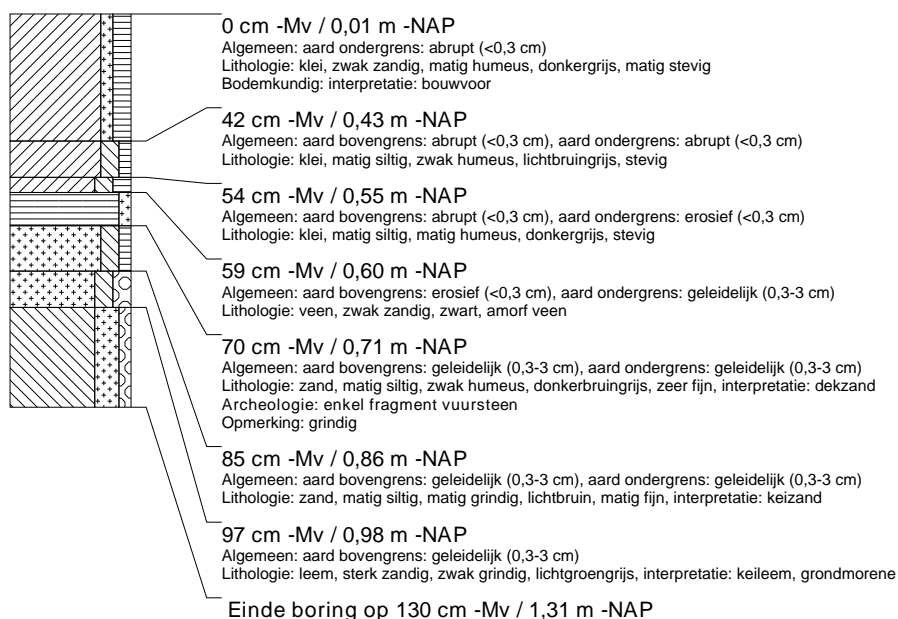 0 cm -Mv / 0,01 m -NAP
Algemeen: aard ondergrens: abrupt (<0,3 cm)
Lithologie: klei, zwak zandig, matig humeus, donkergrijs, matig stevig
Bodemkundig: interpretatie: bouwvoor
42 cm -Mv / 0,43 m -NAP
Algemeen: aard bovengrens: abrupt (<0,3 cm), aard ondergrens: abrupt (<0,3 cm)
Lithologie: klei, matig siltig, zwak humeus, lichtbruingrijs, stevig
54 cm -Mv / 0,55 m -NAP
Algemeen: aard bovengrens: abrupt (<0,3 cm), aard ondergrens: erosief (<0,3 cm)
Lithologie: klei, matig siltig, matig humeus, donkergrijs, stevig
59 cm -Mv / 0,60 m -NAP
Algemeen: aard bovengrens: erosief (<0,3 cm), aard ondergrens: geleidelijk (0,3-3 cm)
Lithologie: veen, zwak zandig, zwart, amorf veen
70 cm -Mv / 0,71 m -NAP
Algemeen: aard bovengrens: geleidelijk (0,3-3 cm), aard ondergrens: geleidelijk (0,3-3 cm)
Lithologie: zand, matig siltig, zwak humeus, donkerbruingrijs, zeer fijn, interpretatie: dekzand
Archeologie: enkel fragment vuursteen
Opmerking: grindig
85 cm -Mv / 0,86 m -NAP
Algemeen: aard bovengrens: geleidelijk (0,3-3 cm), aard ondergrens: geleidelijk (0,3-3 cm)
Lithologie: zand, matig siltig, matig grindig, lichtbruin, matig fijn, interpretatie: keizand
97 cm -Mv / 0,98 m -NAP
Algemeen: aard bovengrens: geleidelijk (0,3-3 cm)
Lithologie: leem, sterk zandig, zwak grindig, lichtgroengrijs, interpretatie: keileem, grondmorene
Einde boring op 130 cm -Mv / 1,31 m -NAP